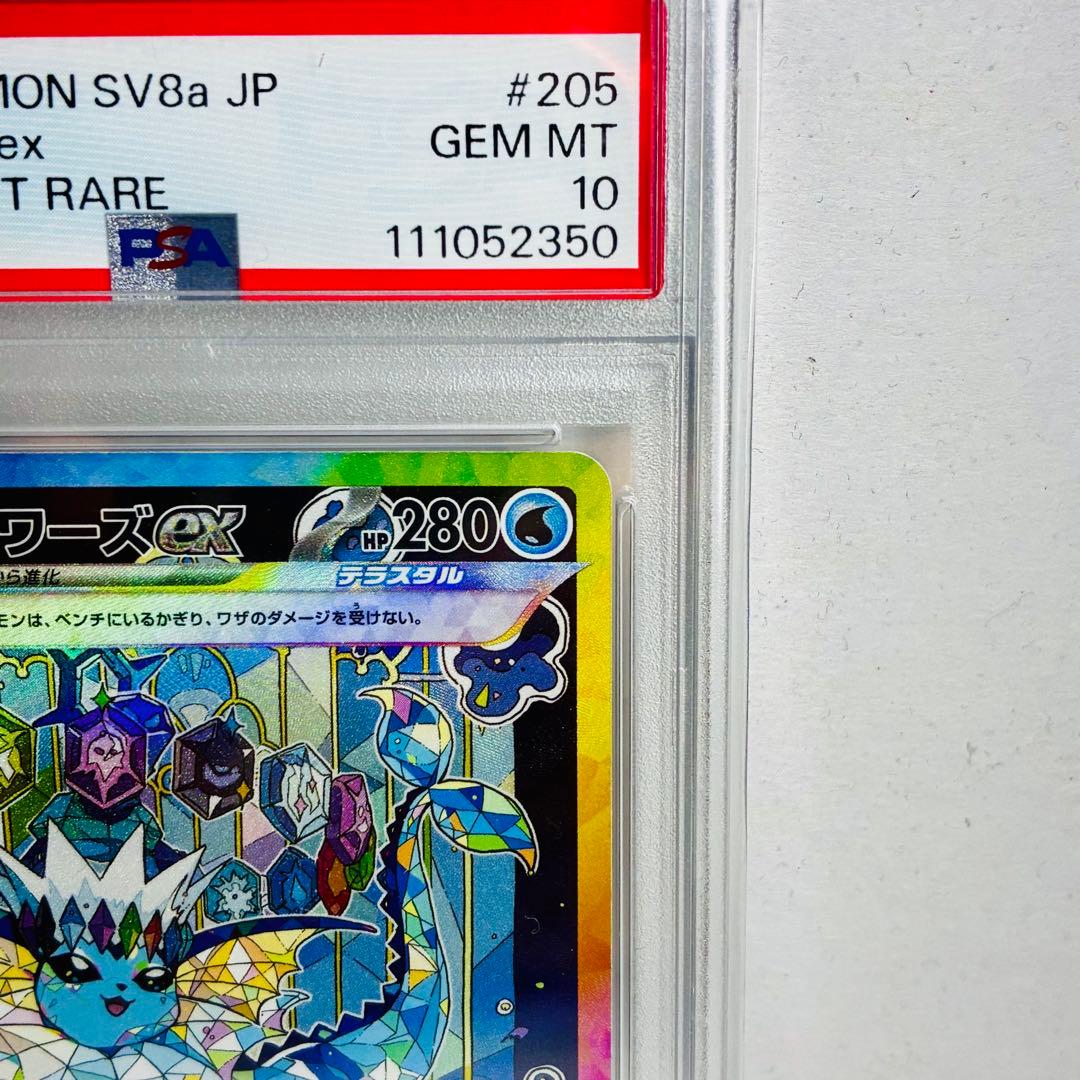 MON SV8a JP #205
ex GEM MT
T RARE 10
PSA 111052350
ワーズex HP 280
から進化 テラスタル
モンは、ベンチにいるかぎり、ワザのダメージを受けない。